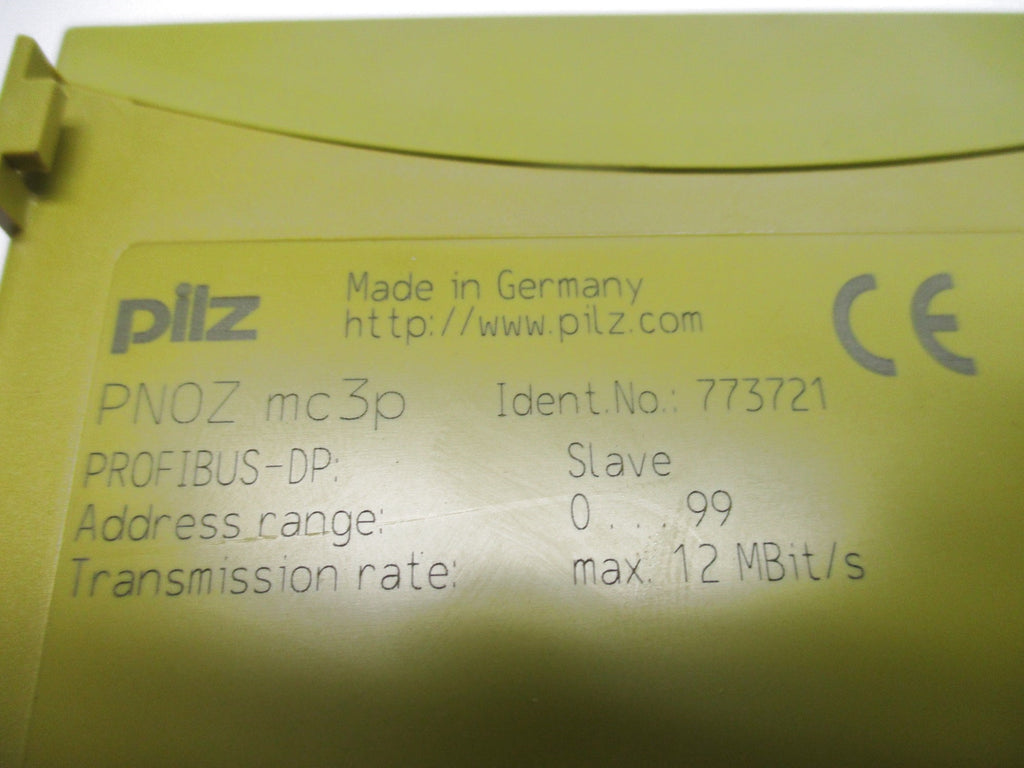 pilz
Made in Germany
http://www.pilz.com
CE
PNOZ mc3p Ident.No.: 773721
PROFIBUS-DP: Slave
Address range: 0 . . . 99
Transmission rate: max. 12 MBit/s